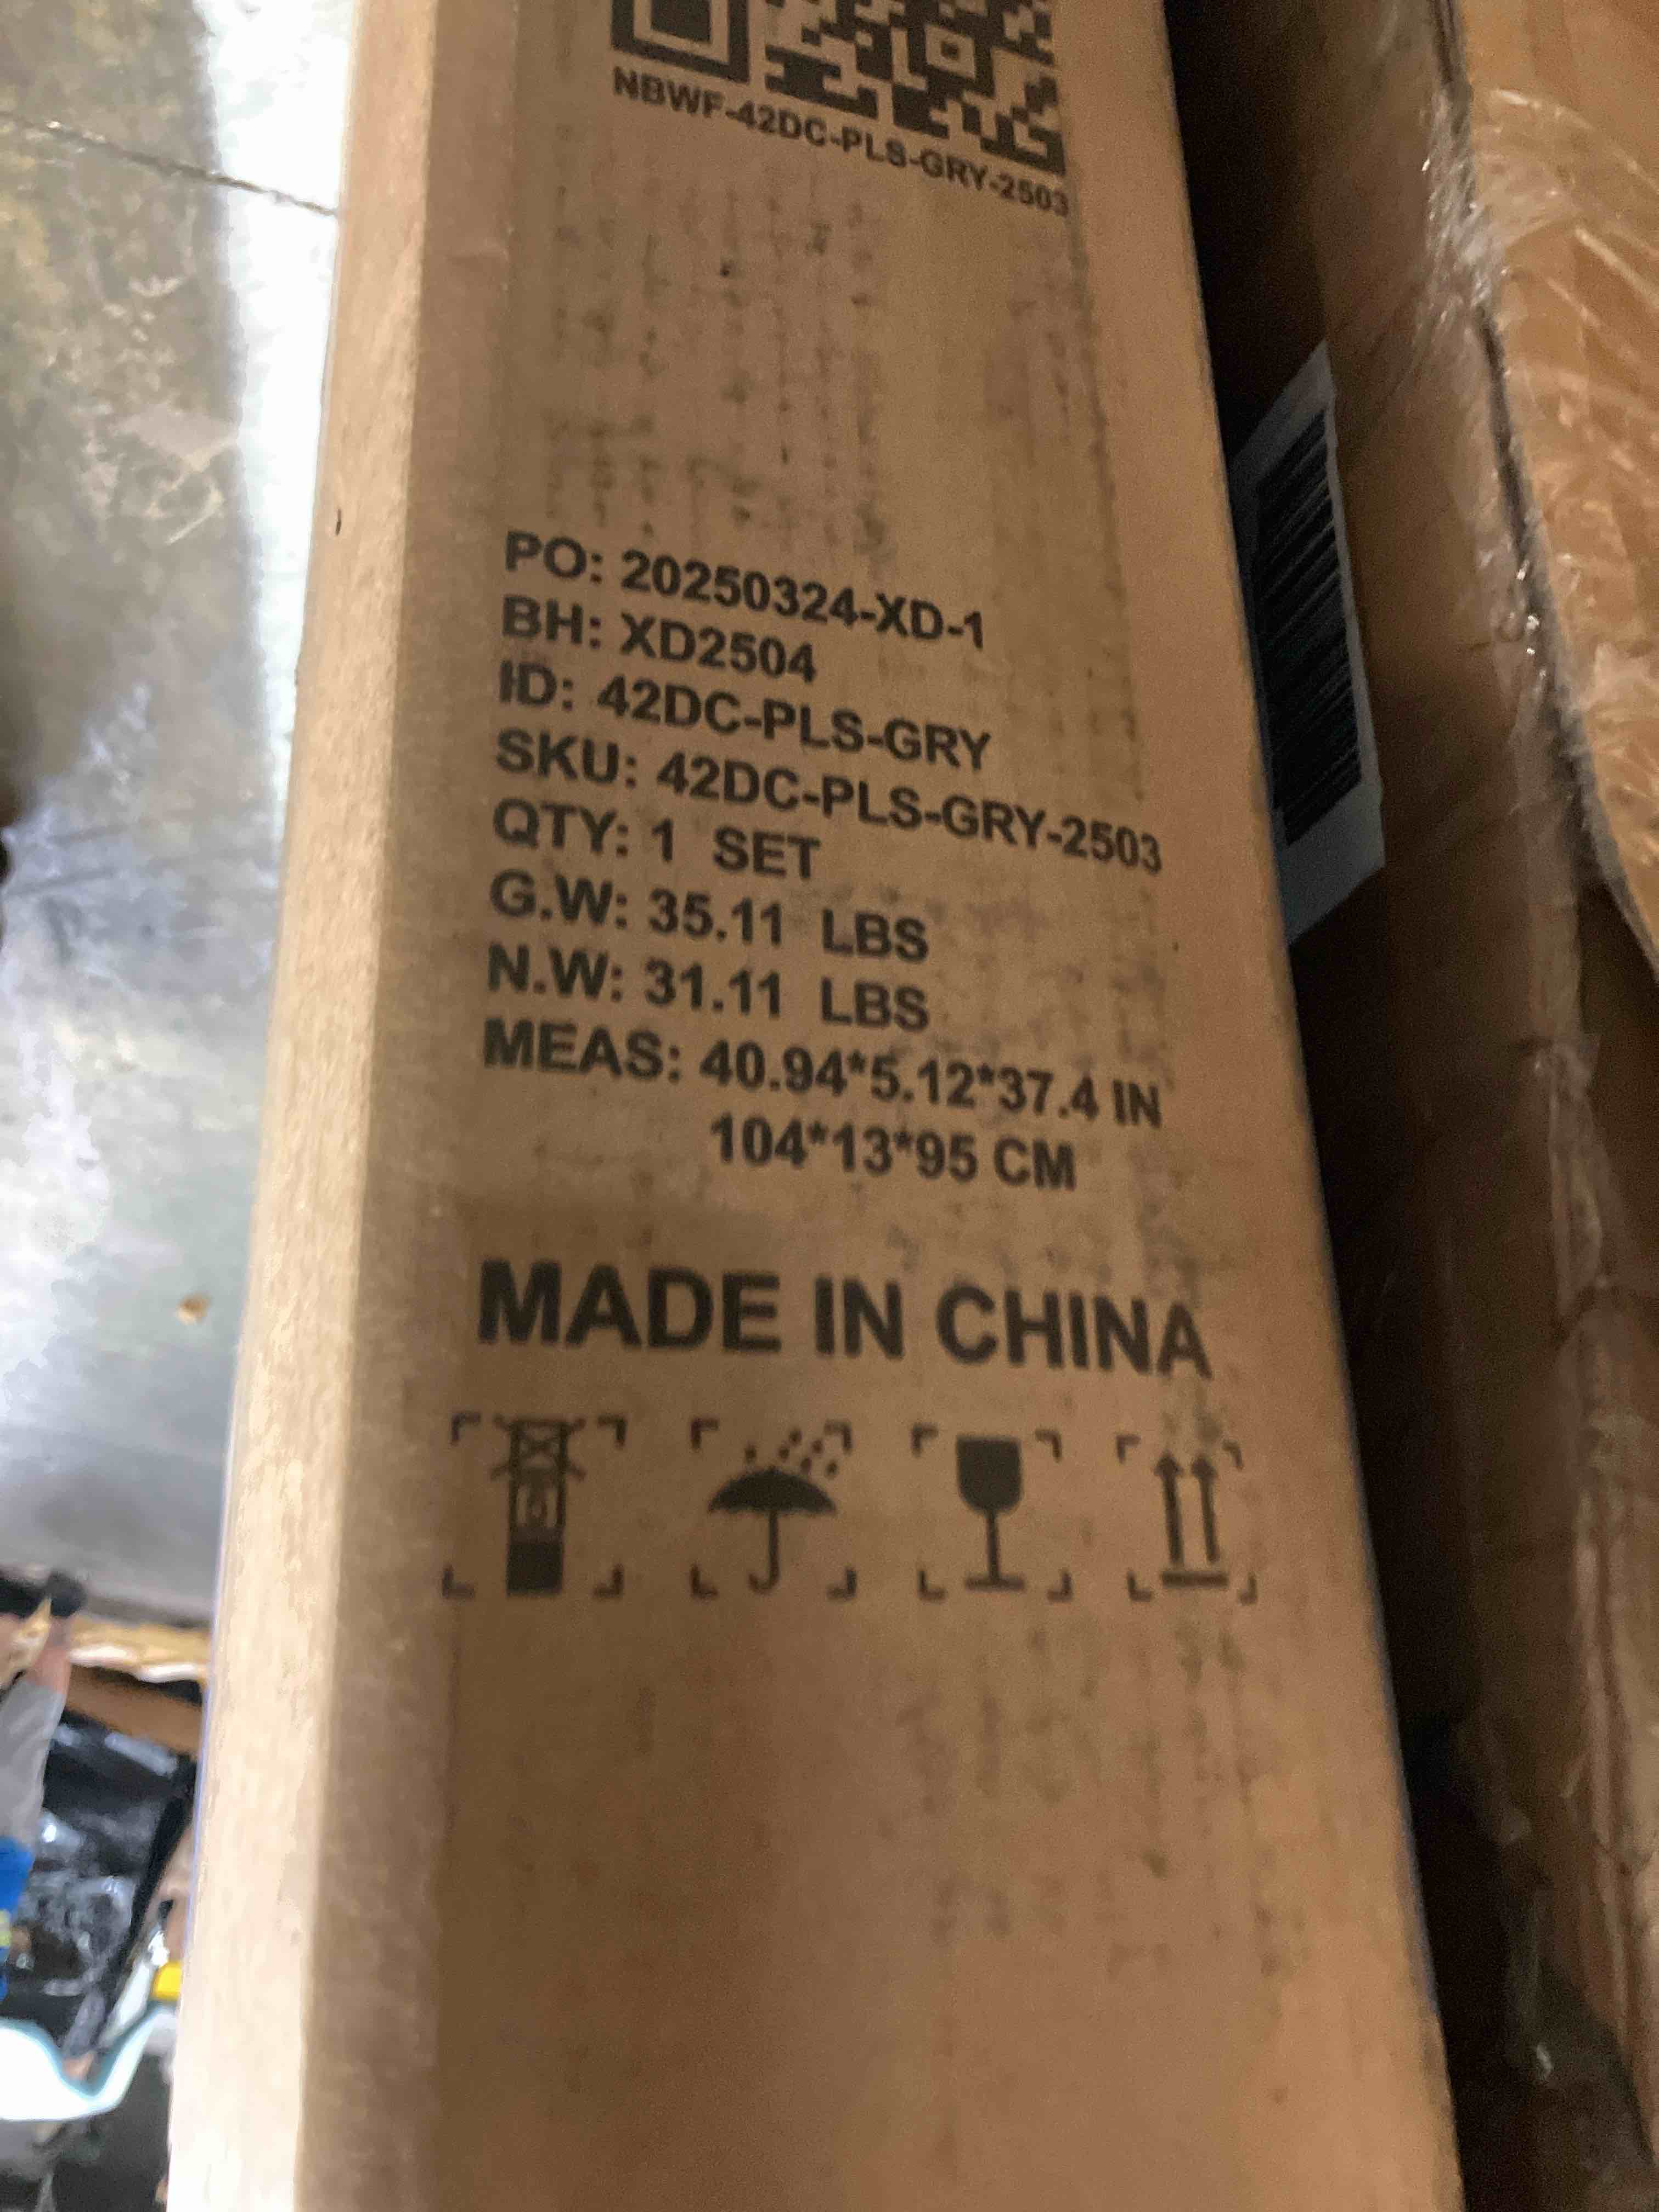 NBWF-42DC-PLS-GRY-2503
PO: 20250324-XD-1
BH: XD2504
ID: 42DC-PLS-GRY
SKU: 42DC-PLS-GRY-2503
QTY: 1 SET
G.W: 35.11 LBS
N.W: 31.11 LBS
MEAS: 40.94*5.12*37.4 IN
104*13*95 CM
MADE IN CHINA